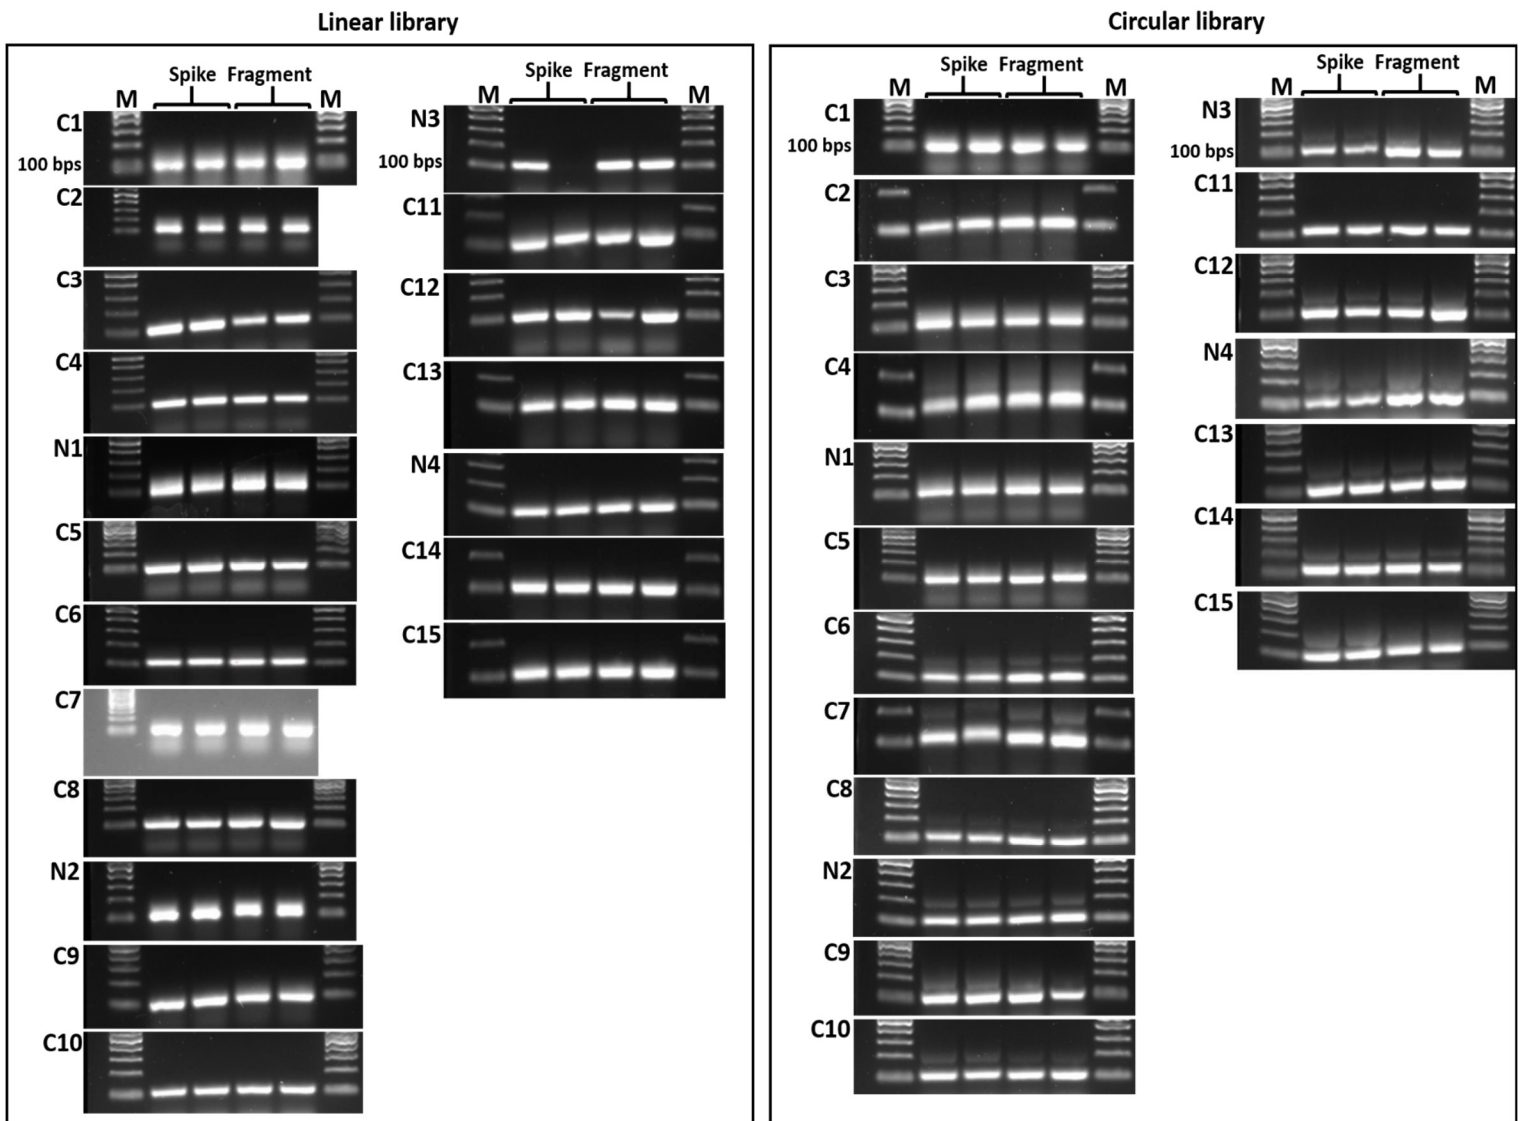 Linear library
Spike Fragment
M M
C1
100 bps
C2
C3
C4
N1
C5
C6
C7
C8
N2
C9
C10
Spike Fragment
M M
N3
100 bps
C11
C12
C13
N4
C14
C15
Circular library
Spike Fragment
M M
C1
100 bps
C2
C3
C4
N1
C5
C6
C7
C8
N2
C9
C10
Spike Fragment
M M
N3
100 bps
C11
C12
N4
C13
C14
C15